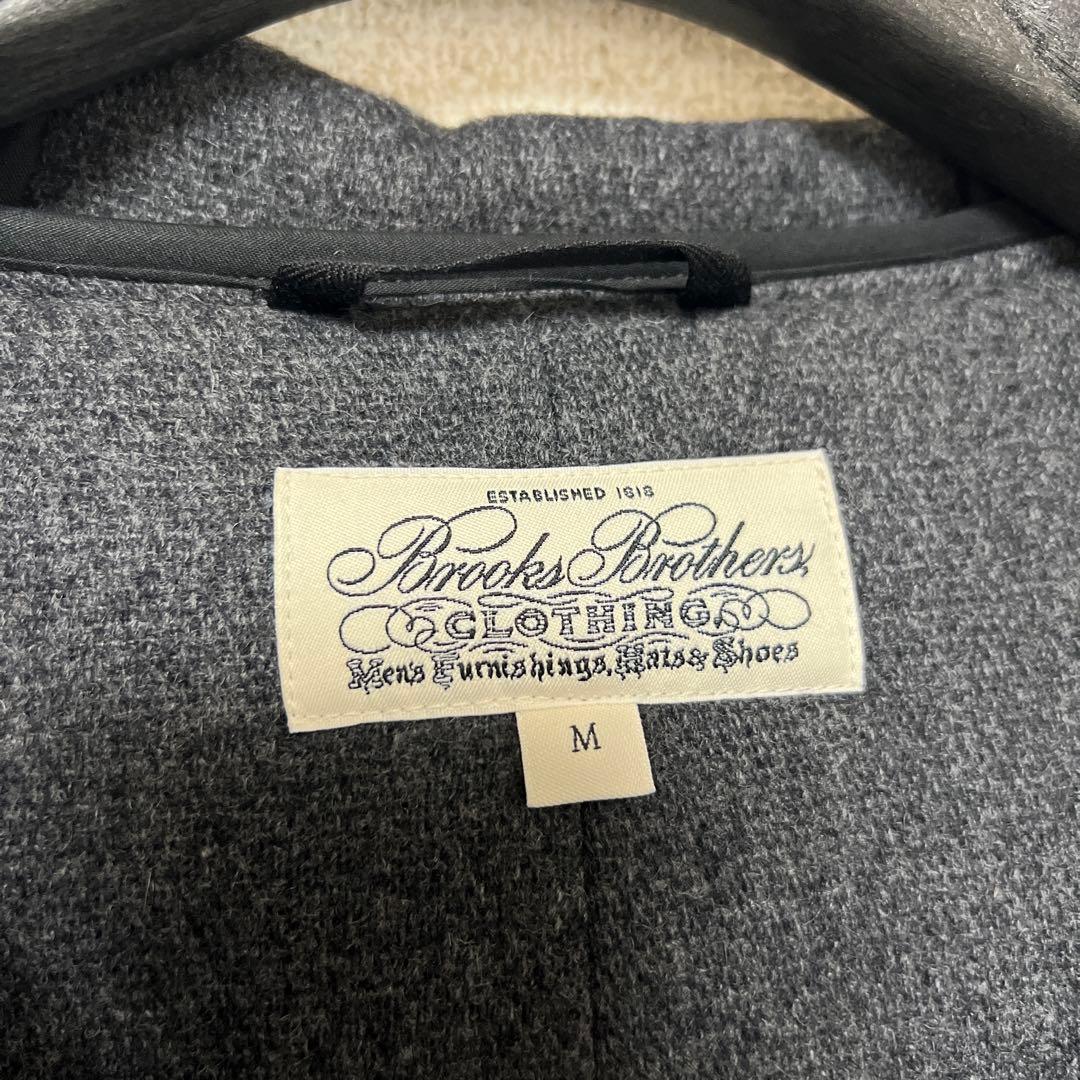 ESTABLISHED 1818
Brooks Brothers,
CLOTHING,
Men's Furnishings, Hats & Shoes
M